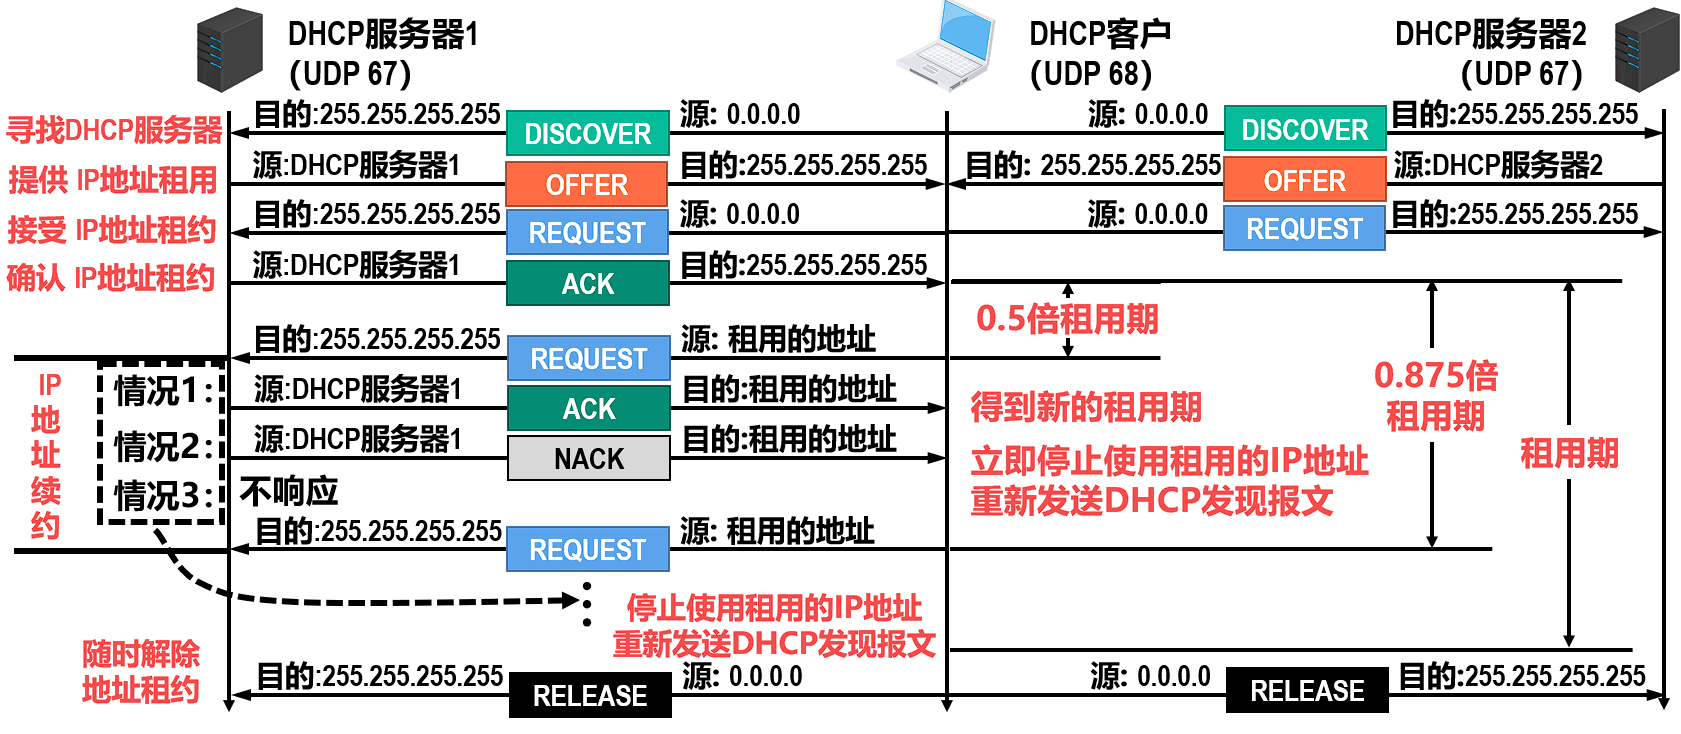 DHCP服务器1
(UDP 67)
DHCP客户
(UDP 68)
DHCP服务器2
(UDP 67)
寻找DHCP服务器
目的:255.255.255.255
DISCOVER
源: 0.0.0.0
源: 0.0.0.0
DISCOVER
目的:255.255.255.255
提供 IP地址租用
源:DHCP服务器1
OFFER
目的:255.255.255.255
目的: 255.255.255.255
OFFER
源:DHCP服务器2
接受 IP地址租约
目的:255.255.255.255
REQUEST
源: 0.0.0.0
源: 0.0.0.0
REQUEST
目的:255.255.255.255
确认 IP地址租约
源:DHCP服务器1
ACK
目的:255.255.255.255
0.5倍租用期
目的:255.255.255.255
REQUEST
源: 租用的地址
IP地址续约
情况1:
源:DHCP服务器1
ACK
目的:租用的地址
得到新的租用期
0.875倍
租用期
租用期
情况2:
源:DHCP服务器1
NACK
目的:租用的地址
立即停止使用租用的IP地址
重新发送DHCP发现报文
情况3:
不响应
目的:255.255.255.255
REQUEST
源: 租用的地址
停止使用租用的IP地址
重新发送DHCP发现报文
随时解除
地址租约
目的:255.255.255.255
RELEASE
源: 0.0.0.0
源: 0.0.0.0
RELEASE
目的:255.255.255.255